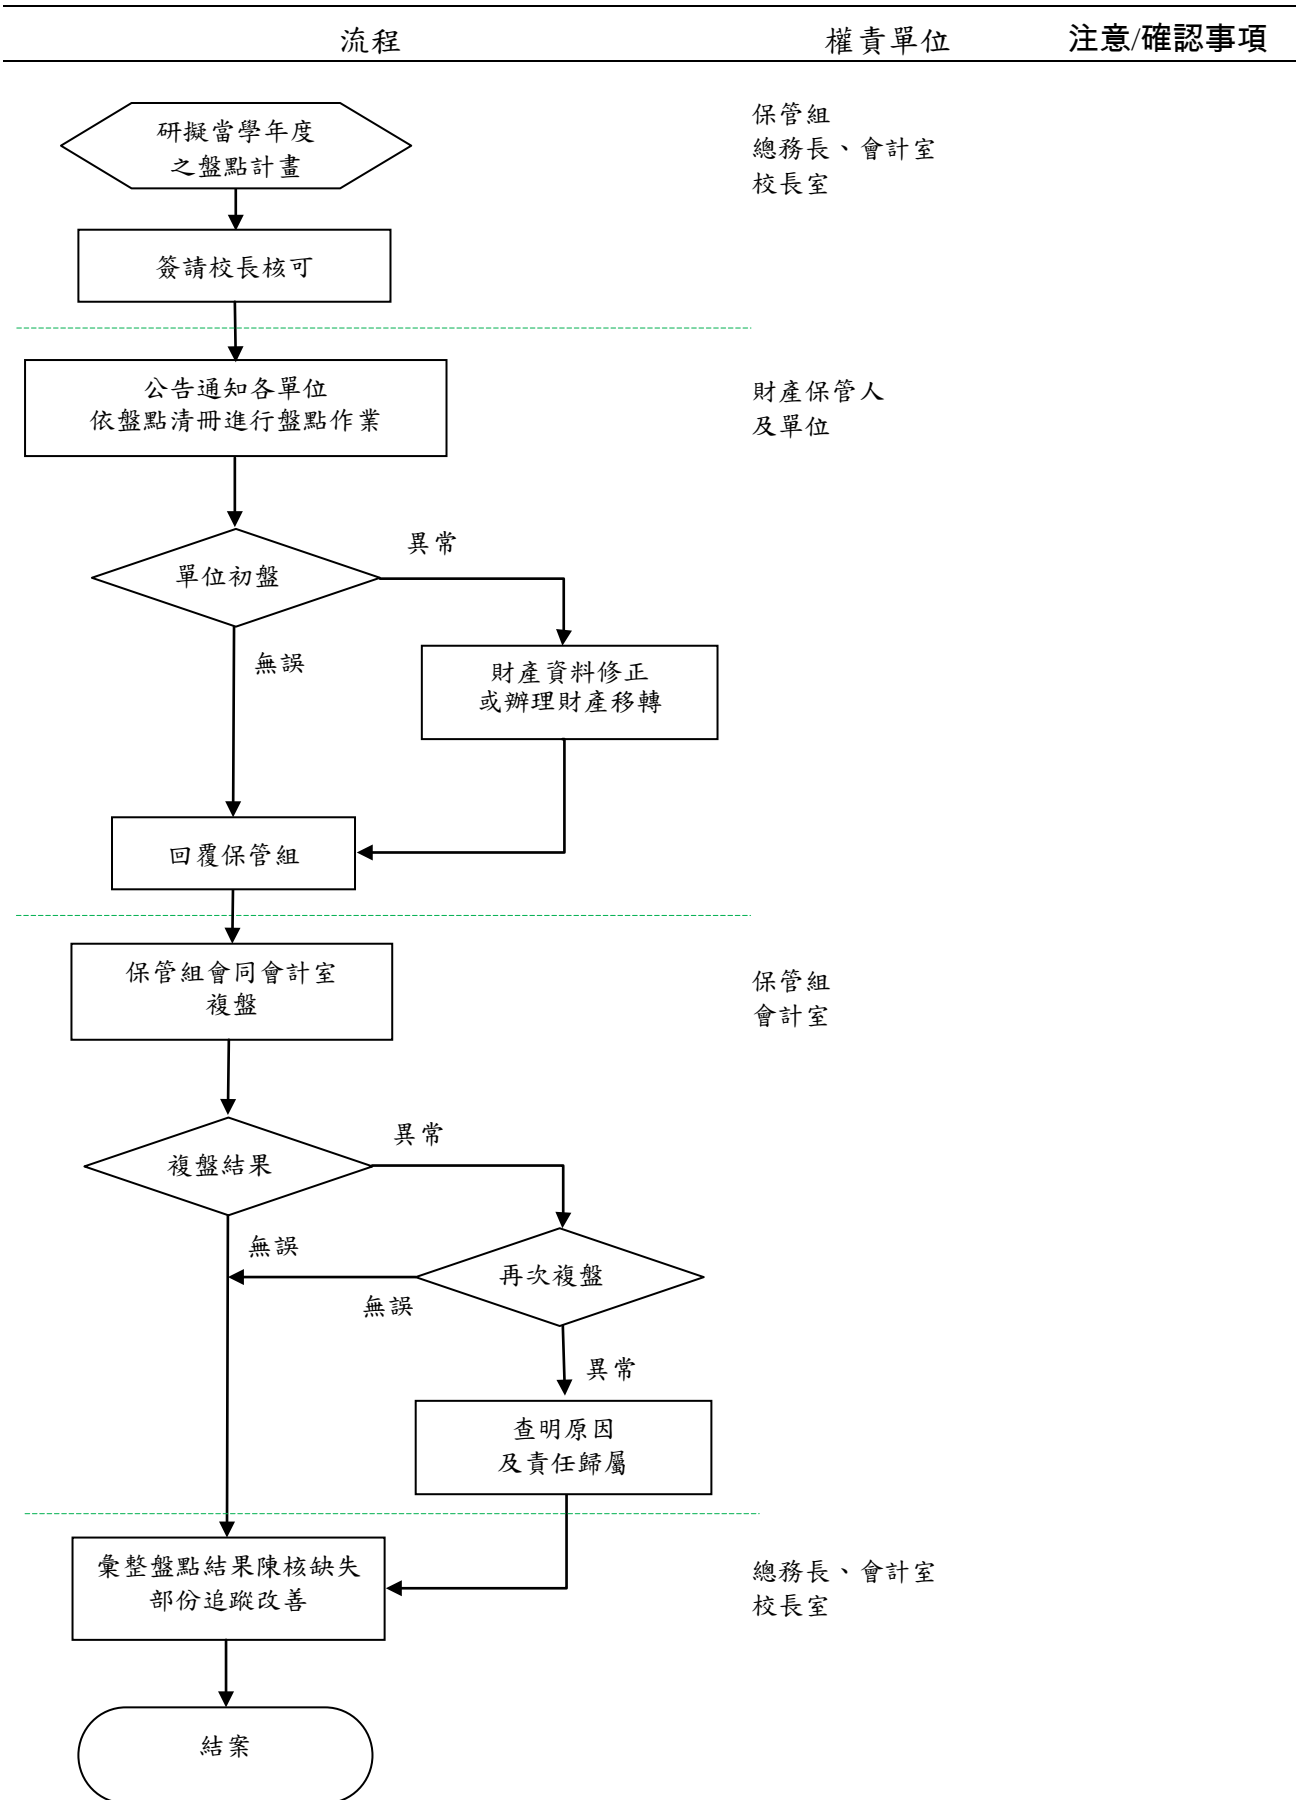 流程 權責單位 注意/確認事項
研擬當學年度
之盤點計畫
保管組
總務長、會計室
校長室
簽請校長核可
公告通知各單位
依盤點清冊進行盤點作業
財產保管人
及單位
單位初盤
異常
無誤
財產資料修正
或辦理財產移轉
回覆保管組
保管組會同會計室
複盤
保管組
會計室
複盤結果
異常
無誤
再次複盤
無誤
異常
查明原因
及責任歸屬
彙整盤點結果陳核缺失
部份追蹤改善
總務長、會計室
校長室
結案